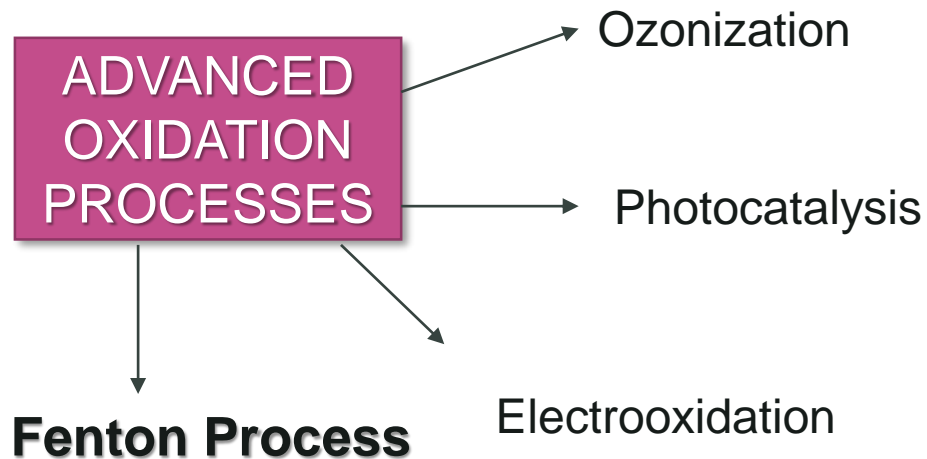 ADVANCED
OXIDATION
PROCESSES
Ozonization
Photocatalysis
Electrooxidation
Fenton Process